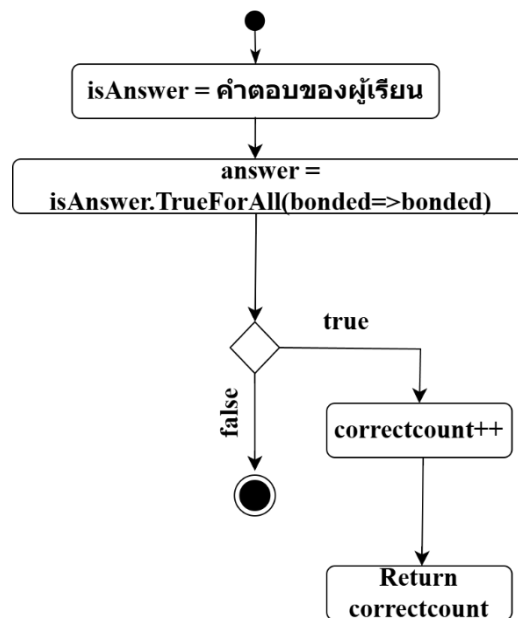 isAnswer = คำตอบของผู้เรียน
answer =
isAnswer.TrueForAll(bonded=>bonded)
true
false
correctcount++
Return
correctcount